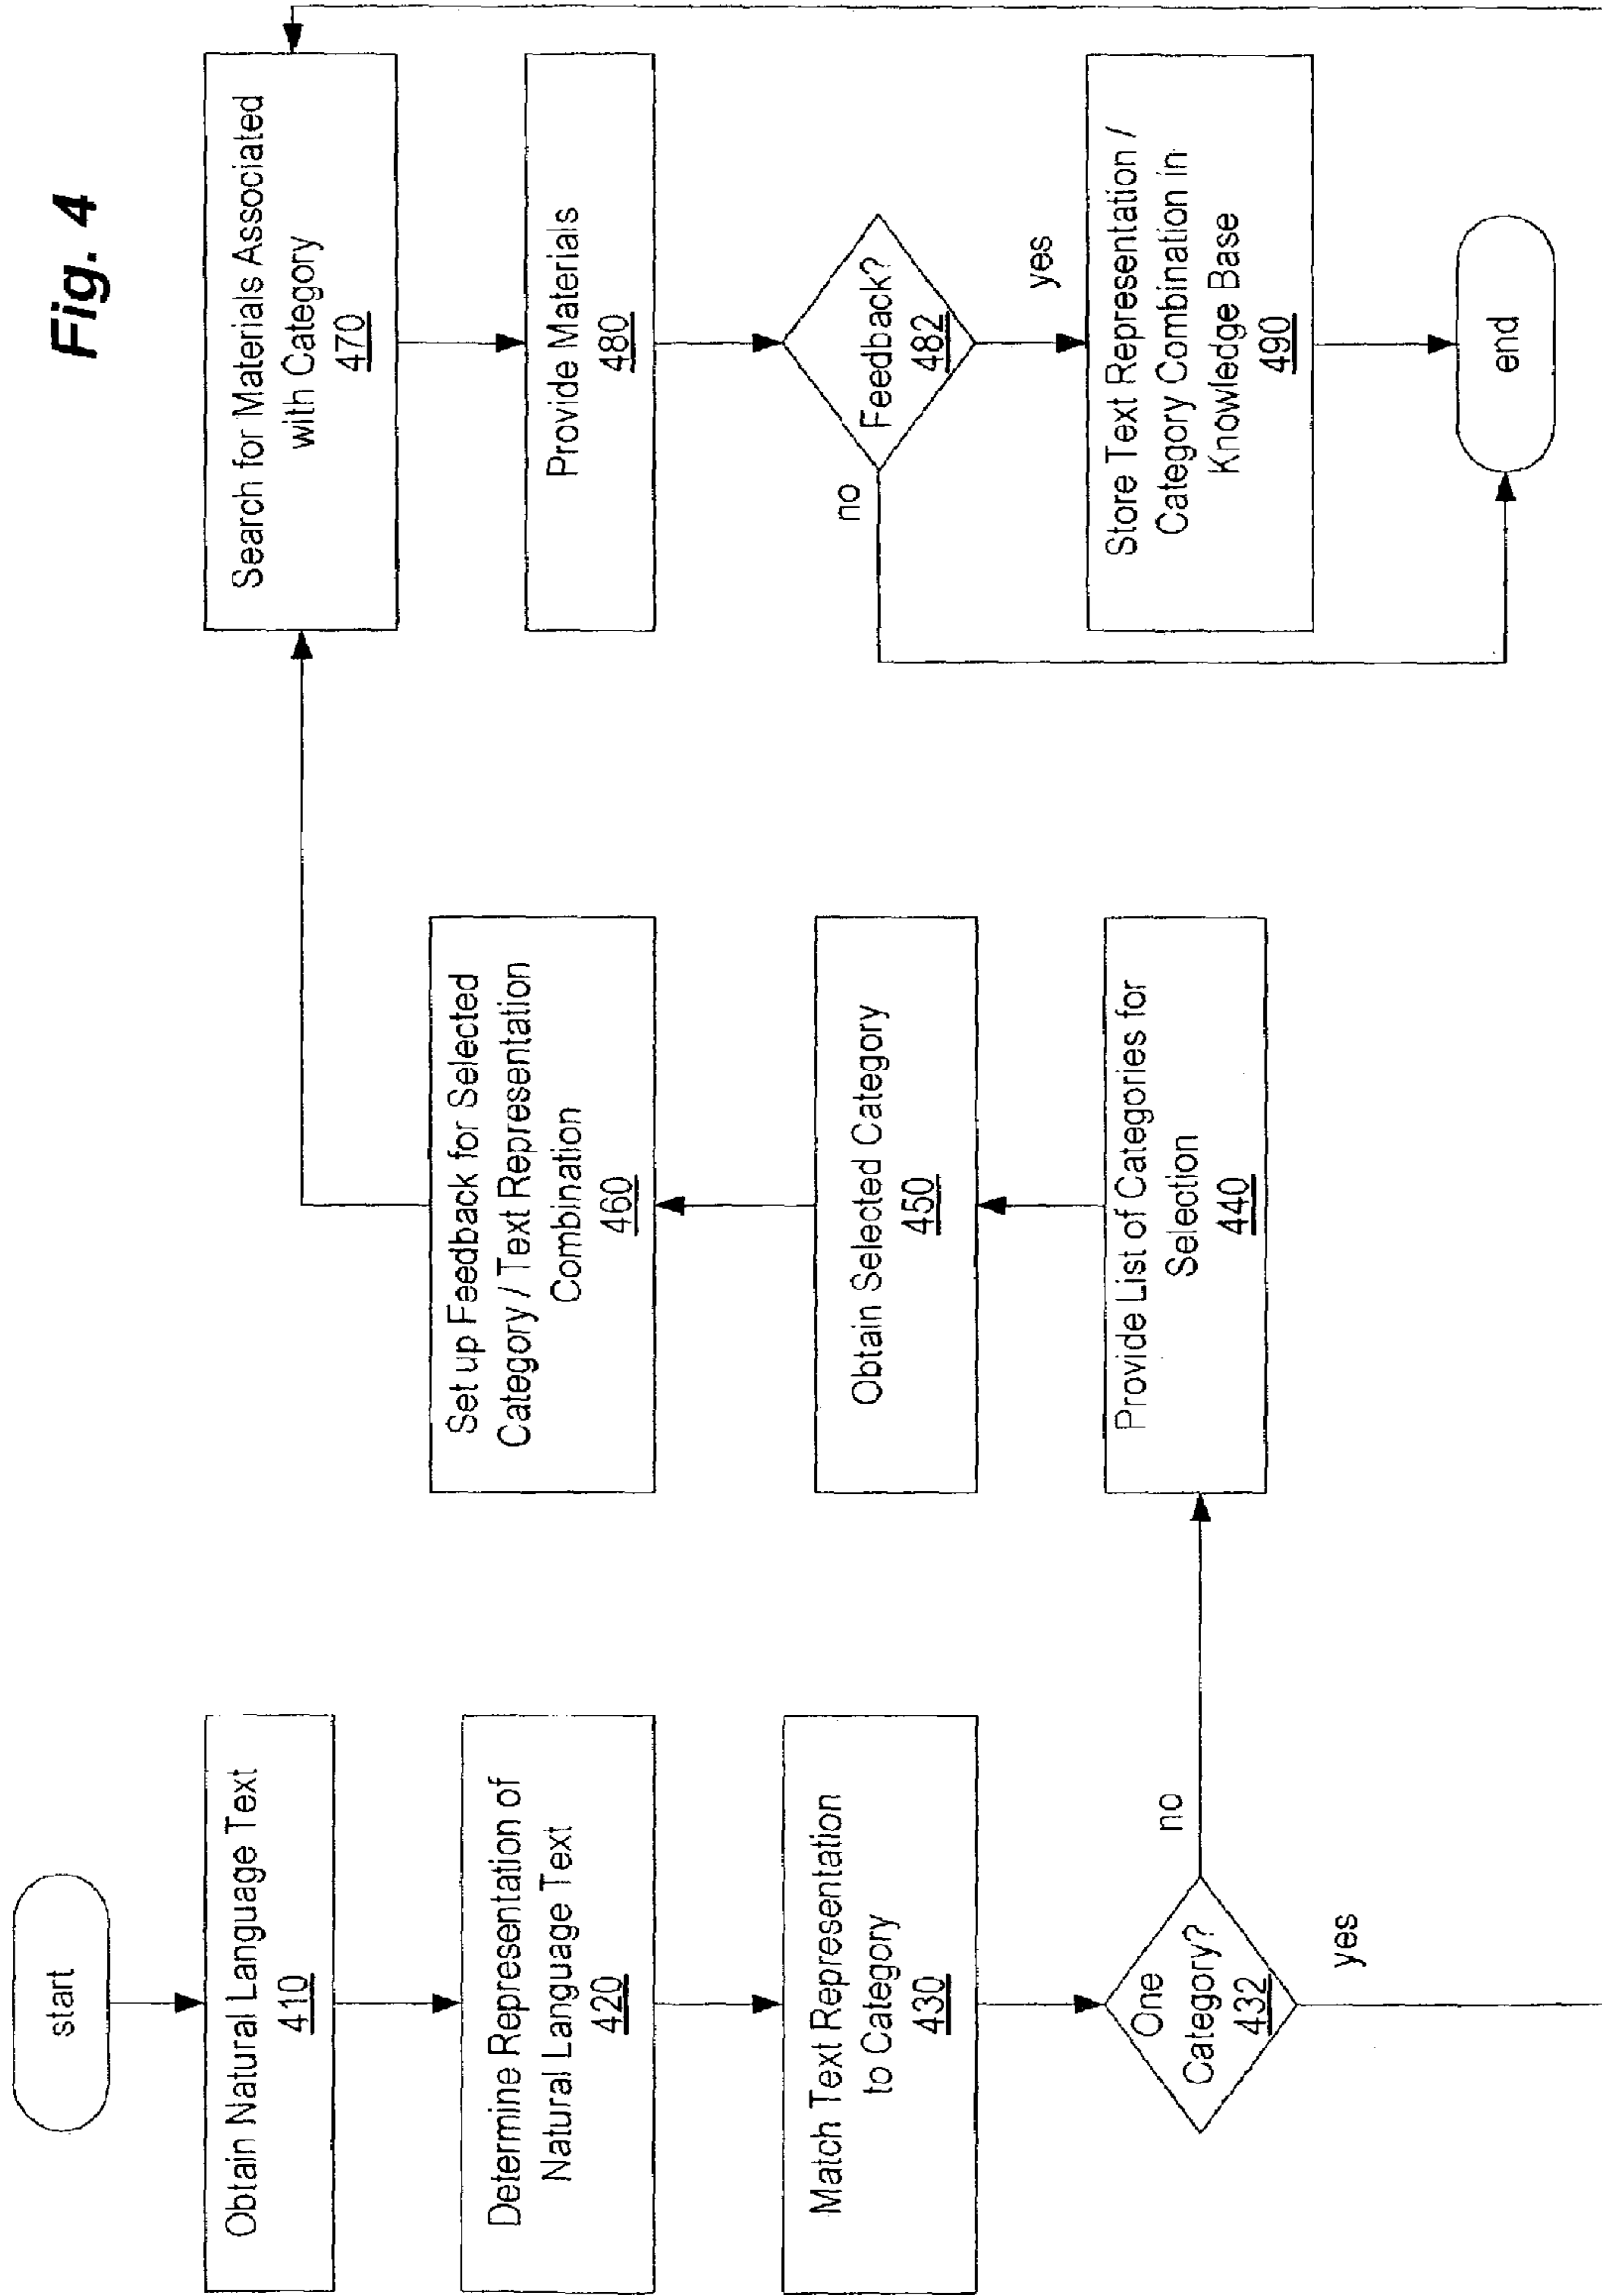 Fig. 4
start
Obtain Natural Language Text
410
Determine Representation of
Natural Language Text
420
Match Text Representation
to Category
430
One
Category?
432
no
yes
Provide List of Categories for
Selection
440
Obtain Selected Category
450
Set up Feedback for Selected
Category / Text Representation
Combination
460
Search for Materials Associated
with Category
470
Provide Materials
480
Feedback?
482
no
yes
Store Text Representation /
Category Combination in
Knowledge Base
490
end